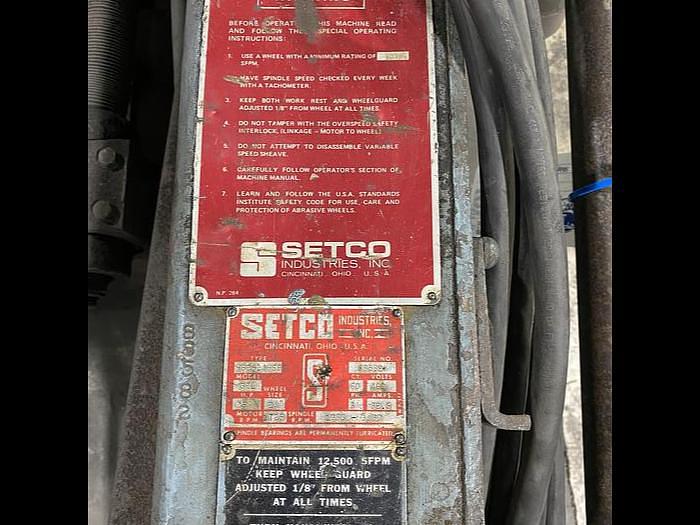 BEFORE OPERATING THIS MACHINE READ
AND FOLLOW THESE SPECIAL OPERATING
INSTRUCTIONS:
1. USE A WHEEL WITH A MINIMUM RATING OF
SFPM.
HAVE SPINDLE SPEED CHECKED EVERY WEEK
WITH A TACHOMETER.
3. KEEP BOTH WORK REST AND WHEELGUARD
ADJUSTED 1/8" FROM WHEEL AT ALL TIMES.
4. DO NOT TAMPER WITH THE OVERSPEED SAFETY
INTERLOCK. (LINKAGE - MOTOR TO WHEEL)
5. DO NOT ATTEMPT TO DISASSEMBLE VARIABLE
SPEED SHEAVE.
6. CAREFULLY FOLLOW OPERATOR'S SECTION OF
MACHINE MANUAL.
7. LEARN AND FOLLOW THE U.S.A. STANDARDS
INSTITUTE SAFETY CODE FOR USE, CARE AND
PROTECTION OF ABRASIVE WHEELS.
S SETCO
INDUSTRIES, INC.
CINCINNATI, OHIO, U.S.A
N.P. 284
SETCO INDUSTRIES, INC.
CINCINNATI, OHIO U.S.A.
TYPE SERIAL NO.
MODEL CY. VOLTS
60
H.P. WHEEL SIZE PH. AMPS.
MOTOR R.P.M. SPINDLE R.P.M.
SPINDLE BEARINGS ARE PERMANENTLY LUBRICATED
TO MAINTAIN 12,500 SFPM
KEEP WHEEL GUARD
ADJUSTED 1/8" FROM WHEEL
AT ALL TIMES